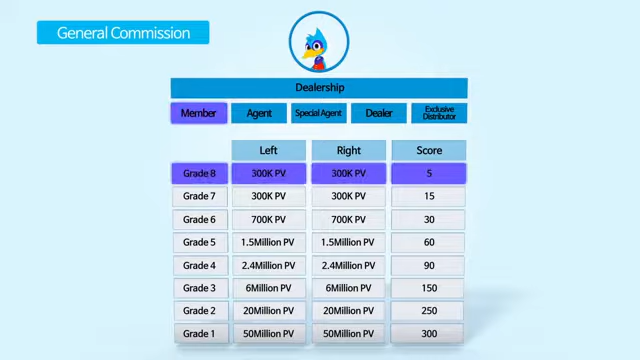 General Commission
Dealership
Member Agent Special Agent Dealer Exclusive Distributor
Left Right Score
Grade 8 300K PV 300K PV 5
Grade 7 300K PV 300K PV 15
Grade 6 700K PV 700K PV 30
Grade 5 1.5Million PV 1.5Million PV 60
Grade 4 2.4Million PV 2.4Million PV 90
Grade 3 6Million PV 6Million PV 150
Grade 2 20Million PV 20Million PV 250
Grade 1 50Million PV 50Million PV 300